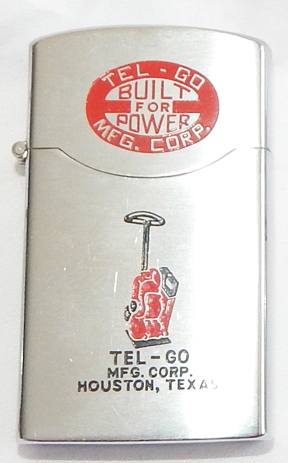 TEL-GO
BUILT
FOR
POWER
MFG. CORP.
TEL-GO
MFG. CORP.
HOUSTON, TEXAS